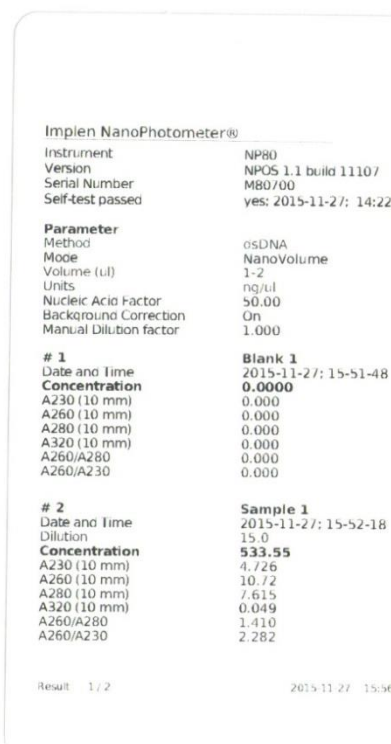 Implen NanoPhotometer®
Instrument NP80
Version NPOS 1.1 build 11107
Serial Number M80700
Self-test passed yes; 2015-11-27; 14:22
Parameter
Method dsDNA
Mode NanoVolume
Volume (ul) 1-2
Units ng/ul
Nucleic Acid Factor 50.00
Background Correction On
Manual Dilution factor 1.000
# 1 Blank 1
Date and Time 2015-11-27; 15-51-48
Concentration 0.0000
A230 (10 mm) 0.000
A260 (10 mm) 0.000
A280 (10 mm) 0.000
A320 (10 mm) 0.000
A260/A280 0.000
A260/A230 0.000
# 2 Sample 1
Date and Time 2015-11-27; 15-52-18
Dilution 15.0
Concentration 533.55
A230 (10 mm) 4.726
A260 (10 mm) 10.72
A280 (10 mm) 7.615
A320 (10 mm) 0.049
A260/A280 1.410
A260/A230 2.282
Result 1 / 2 2015-11-27 15:56